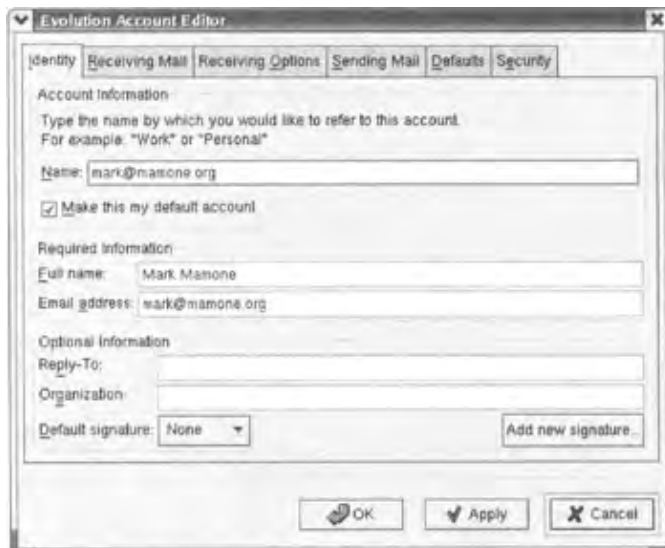 Evolution Account Editor
Identity Receiving Mail Receiving Options Sending Mail Defaults Security
Account Information
Type the name by which you would like to refer to this account.
For example: "Work" or "Personal"
Name: mark@mamone.org
Make this my default account
Required Information
Full name: Mark Mamone
Email address: mark@mamone.org
Optional Information
Reply-To:
Organization:
Default signature: None Add new signature...
OK Apply Cancel